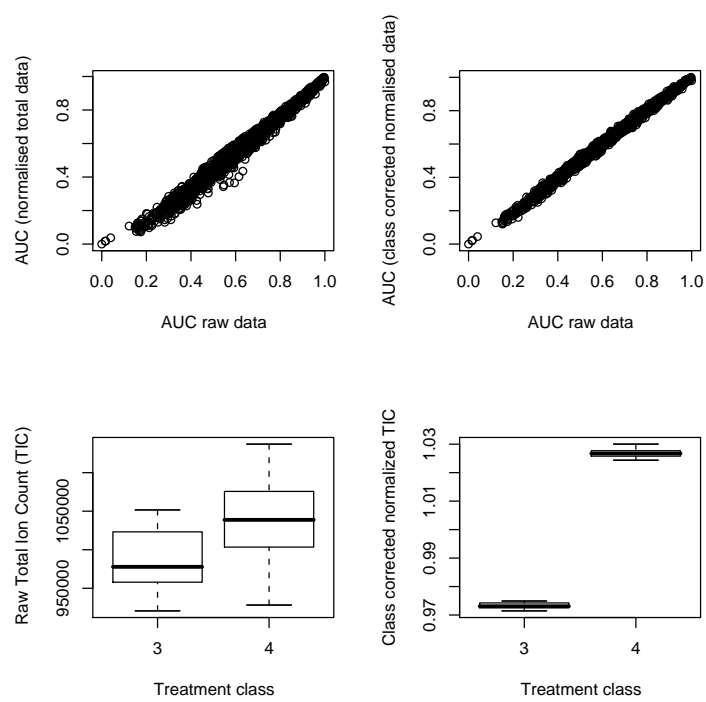 AUC (normalised total data)
0.0 0.4 0.8
0.0 0.2 0.4 0.6 0.8 1.0
AUC raw data
AUC (class corrected normalised data)
0.0 0.4 0.8
0.0 0.2 0.4 0.6 0.8 1.0
AUC raw data
Raw Total Ion Count (TIC)
950000 1050000
3 4
Treatment class
Class corrected normalized TIC
0.97 0.99 1.01 1.03
3 4
Treatment class